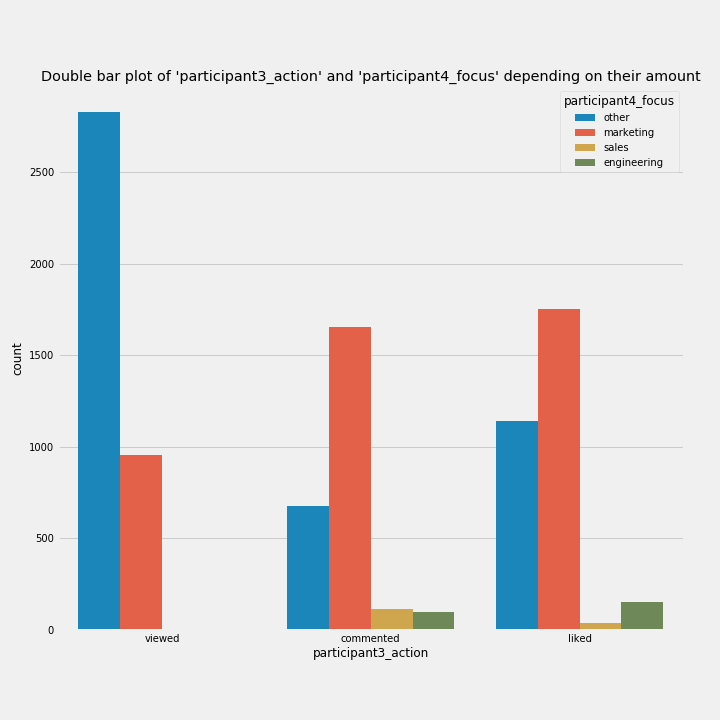 Double bar plot of 'participant3_action' and 'participant4_focus' depending on their amount
participant4_focus
other
marketing
sales
engineering
2500
2000
1500
1000
500
0
count
viewed
commented
liked
participant3_action